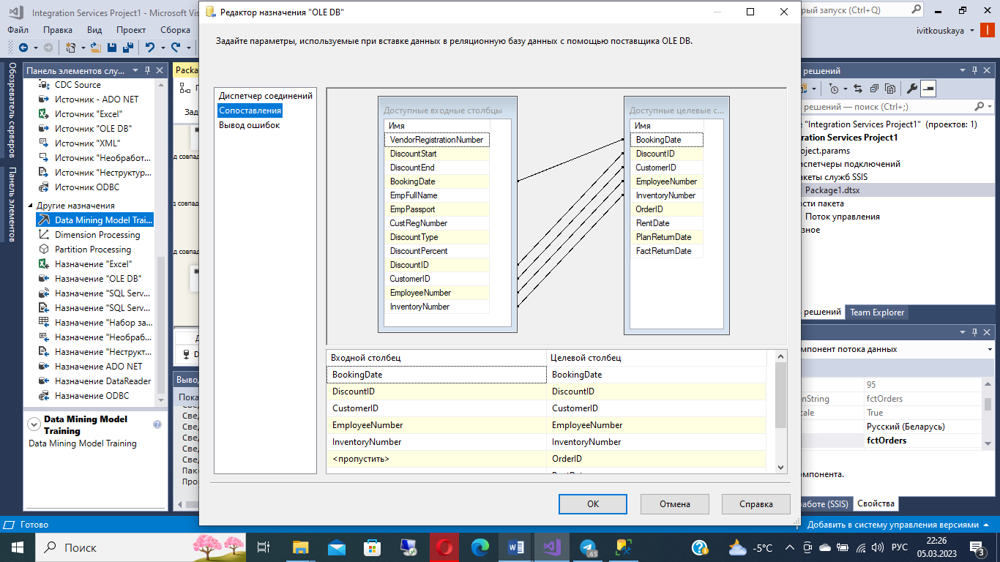 Integration Services Project1 - Microsoft Vis
Редактор назначения "OLE DB"
рый запуск (Ctrl+Q)
Файл Правка Вид Проект Сборка
ivitkouskaya
Задайте параметры, используемые при вставке данных в реляционную базу данных с помощью поставщика OLE DB.
Обозреватель серверов
Панель элементов
Панель элементов слу...
CDC Source
Источник - ADO NET
Источник "Excel"
Источник "OLE DB"
Источник "XML"
Источник "Необработ...
Источник "Неструктур...
Источник ODBC
Другие назначения
Data Mining Model Trai...
Dimension Processing
Partition Processing
Назначение "Excel"
Назначение "OLE DB"
Назначение "SQL Serv...
Назначение "SQL Serv...
Назначение "Набор за...
Назначение "Необраб...
Назначение "Неструкт...
Назначение ADO NET
Назначение DataReader
Назначение ODBC
Data Mining Model
Training
Data Mining Model Training
Packa
Зад
д совпад
д совпад
д совпад
Выво
Пока
Свед
Свед
Свед
Свед
Свед
Паке
Прог
Диспетчер соединений
Сопоставления
Вывод ошибок
Доступные входные столбцы
Имя
VendorRegistrationNumber
DiscountStart
DiscountEnd
BookingDate
EmpFullName
EmpPassport
CustRegNumber
DiscountType
DiscountPercent
DiscountID
CustomerID
EmployeeNumber
InventoryNumber
Доступные целевые с...
Имя
BookingDate
DiscountID
CustomerID
EmployeeNumber
InventoryNumber
OrderID
RentDate
PlanReturnDate
FactReturnDate
Входной столбец Целевой столбец
BookingDate BookingDate
DiscountID DiscountID
CustomerID CustomerID
EmployeeNumber EmployeeNumber
InventoryNumber InventoryNumber
<пропустить> OrderID
ОК Отмена Справка
решений
решений — поиск (Ctrl+;)
е "Integration Services Project1" (проектов: 1)
gration Services Project1
oject.params
испетчеры подключений
акеты служб SSIS
Package1.dtsx
сти пакета
Поток управления
зное
решений Team Explorer
мпонент потока данных
95
nString fctOrders
cale True
Русский (Беларусь)
fctOrders
мпонента.
аботе (SSIS) Свойства
Готово
Добавить в систему управления версиями
Поиск
.65
-5°C
РУС
22:26
05.03.2023
3